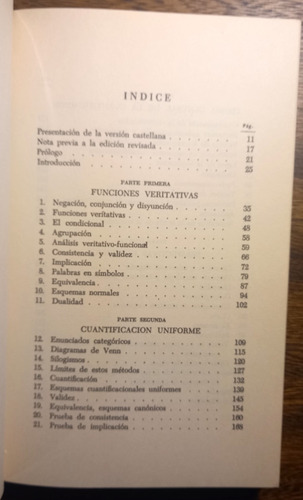 INDICE
Pág.
Presentación de la versión castellana . . . . . . . . 11
Nota previa a la edición revisada . . . . . . . . 17
Prólogo . . . . . . . . 21
Introducción . . . . . . . . 25
PARTE PRIMERA
FUNCIONES VERITATIVAS
1. Negación, conjunción y disyunción . . . . . . . . 35
2. Funciones veritativas . . . . . . . . 42
3. El condicional . . . . . . . . 48
4. Agrupación . . . . . . . . 56
5. Análisis veritativo-funcional . . . . . . . . 59
6. Consistencia y validez . . . . . . . . 66
7. Implicación . . . . . . . . 72
8. Palabras en símbolos . . . . . . . . 79
9. Equivalencia . . . . . . . . 87
10. Esquemas normales . . . . . . . . 94
11. Dualidad . . . . . . . . 102
PARTE SEGUNDA
CUANTIFICACION UNIFORME
12. Enunciados categóricos . . . . . . . . 109
13. Diagramas de Venn . . . . . . . . 115
14. Silogismos . . . . . . . . 120
15. Límites de estos métodos . . . . . . . . 127
16. Cuantificación . . . . . . . . 132
17. Esquemas cuantificacionales uniformes . . . . . . . . 139
18. Validez . . . . . . . . 145
19. Equivalencia, esquemas canónicos . . . . . . . . 154
20. Prueba de consistencia . . . . . . . . 160
21. Prueba de implicación . . . . . . . . 168